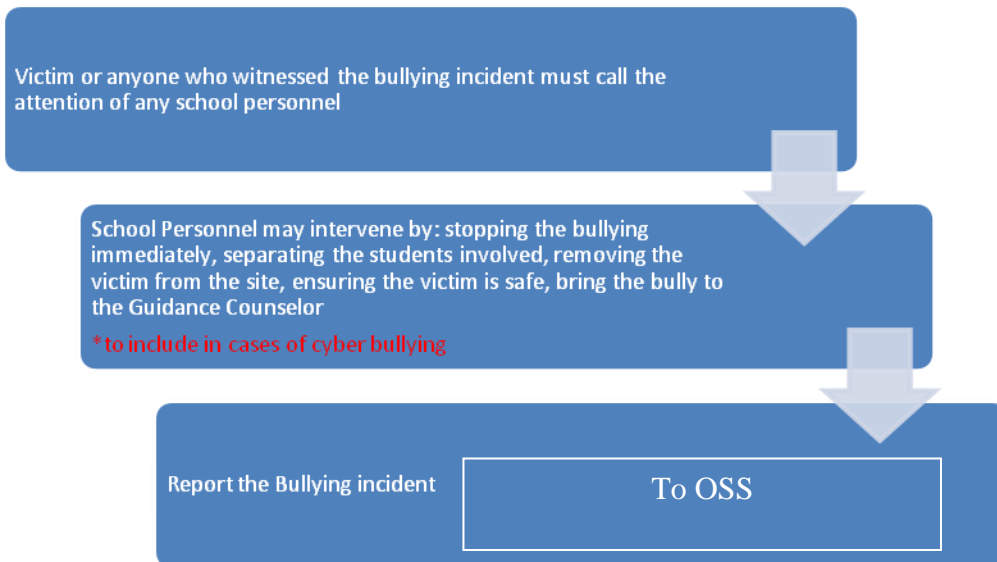 Victim or anyone who witnessed the bullying incident must call the
attention of any school personnel
School Personnel may intervene by: stopping the bullying
immediately, separating the students involved, removing the
victim from the site, ensuring the victim is safe, bring the bully to
the Guidance Counselor
*to include in cases of cyber bullying
Report the Bullying incident
To OSS